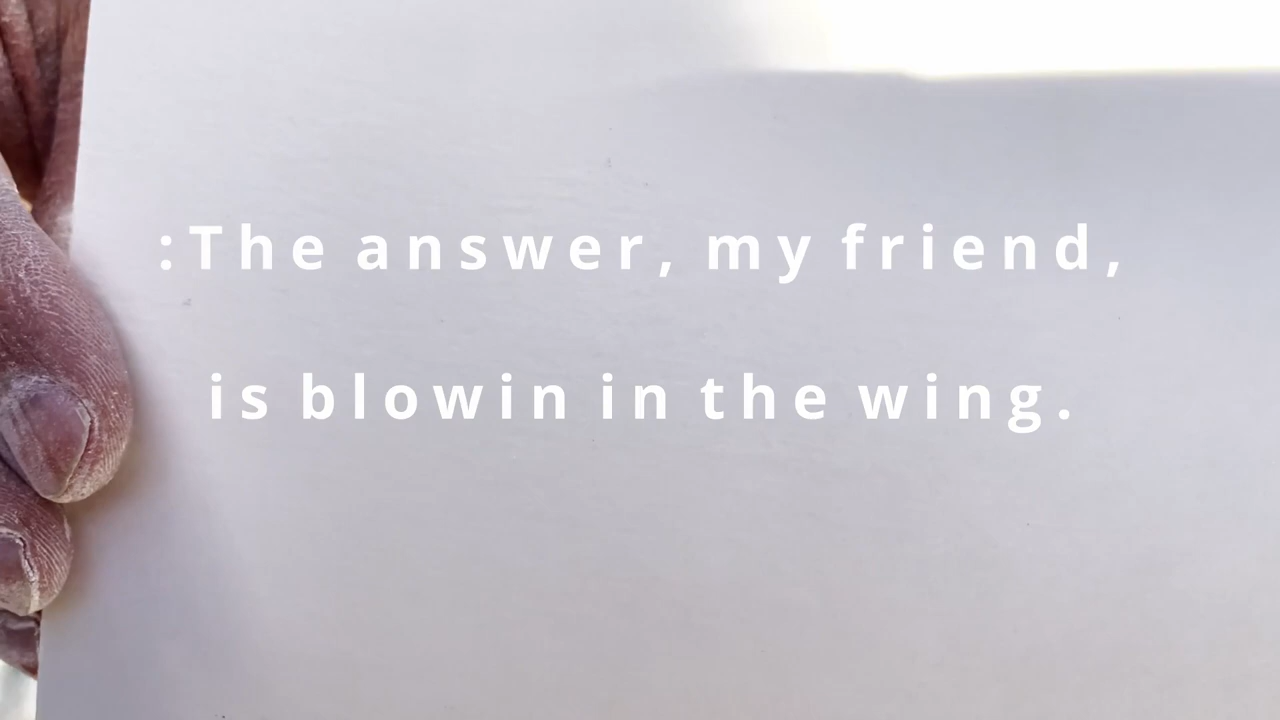 :The answer, my friend,
is blowin in the wing.